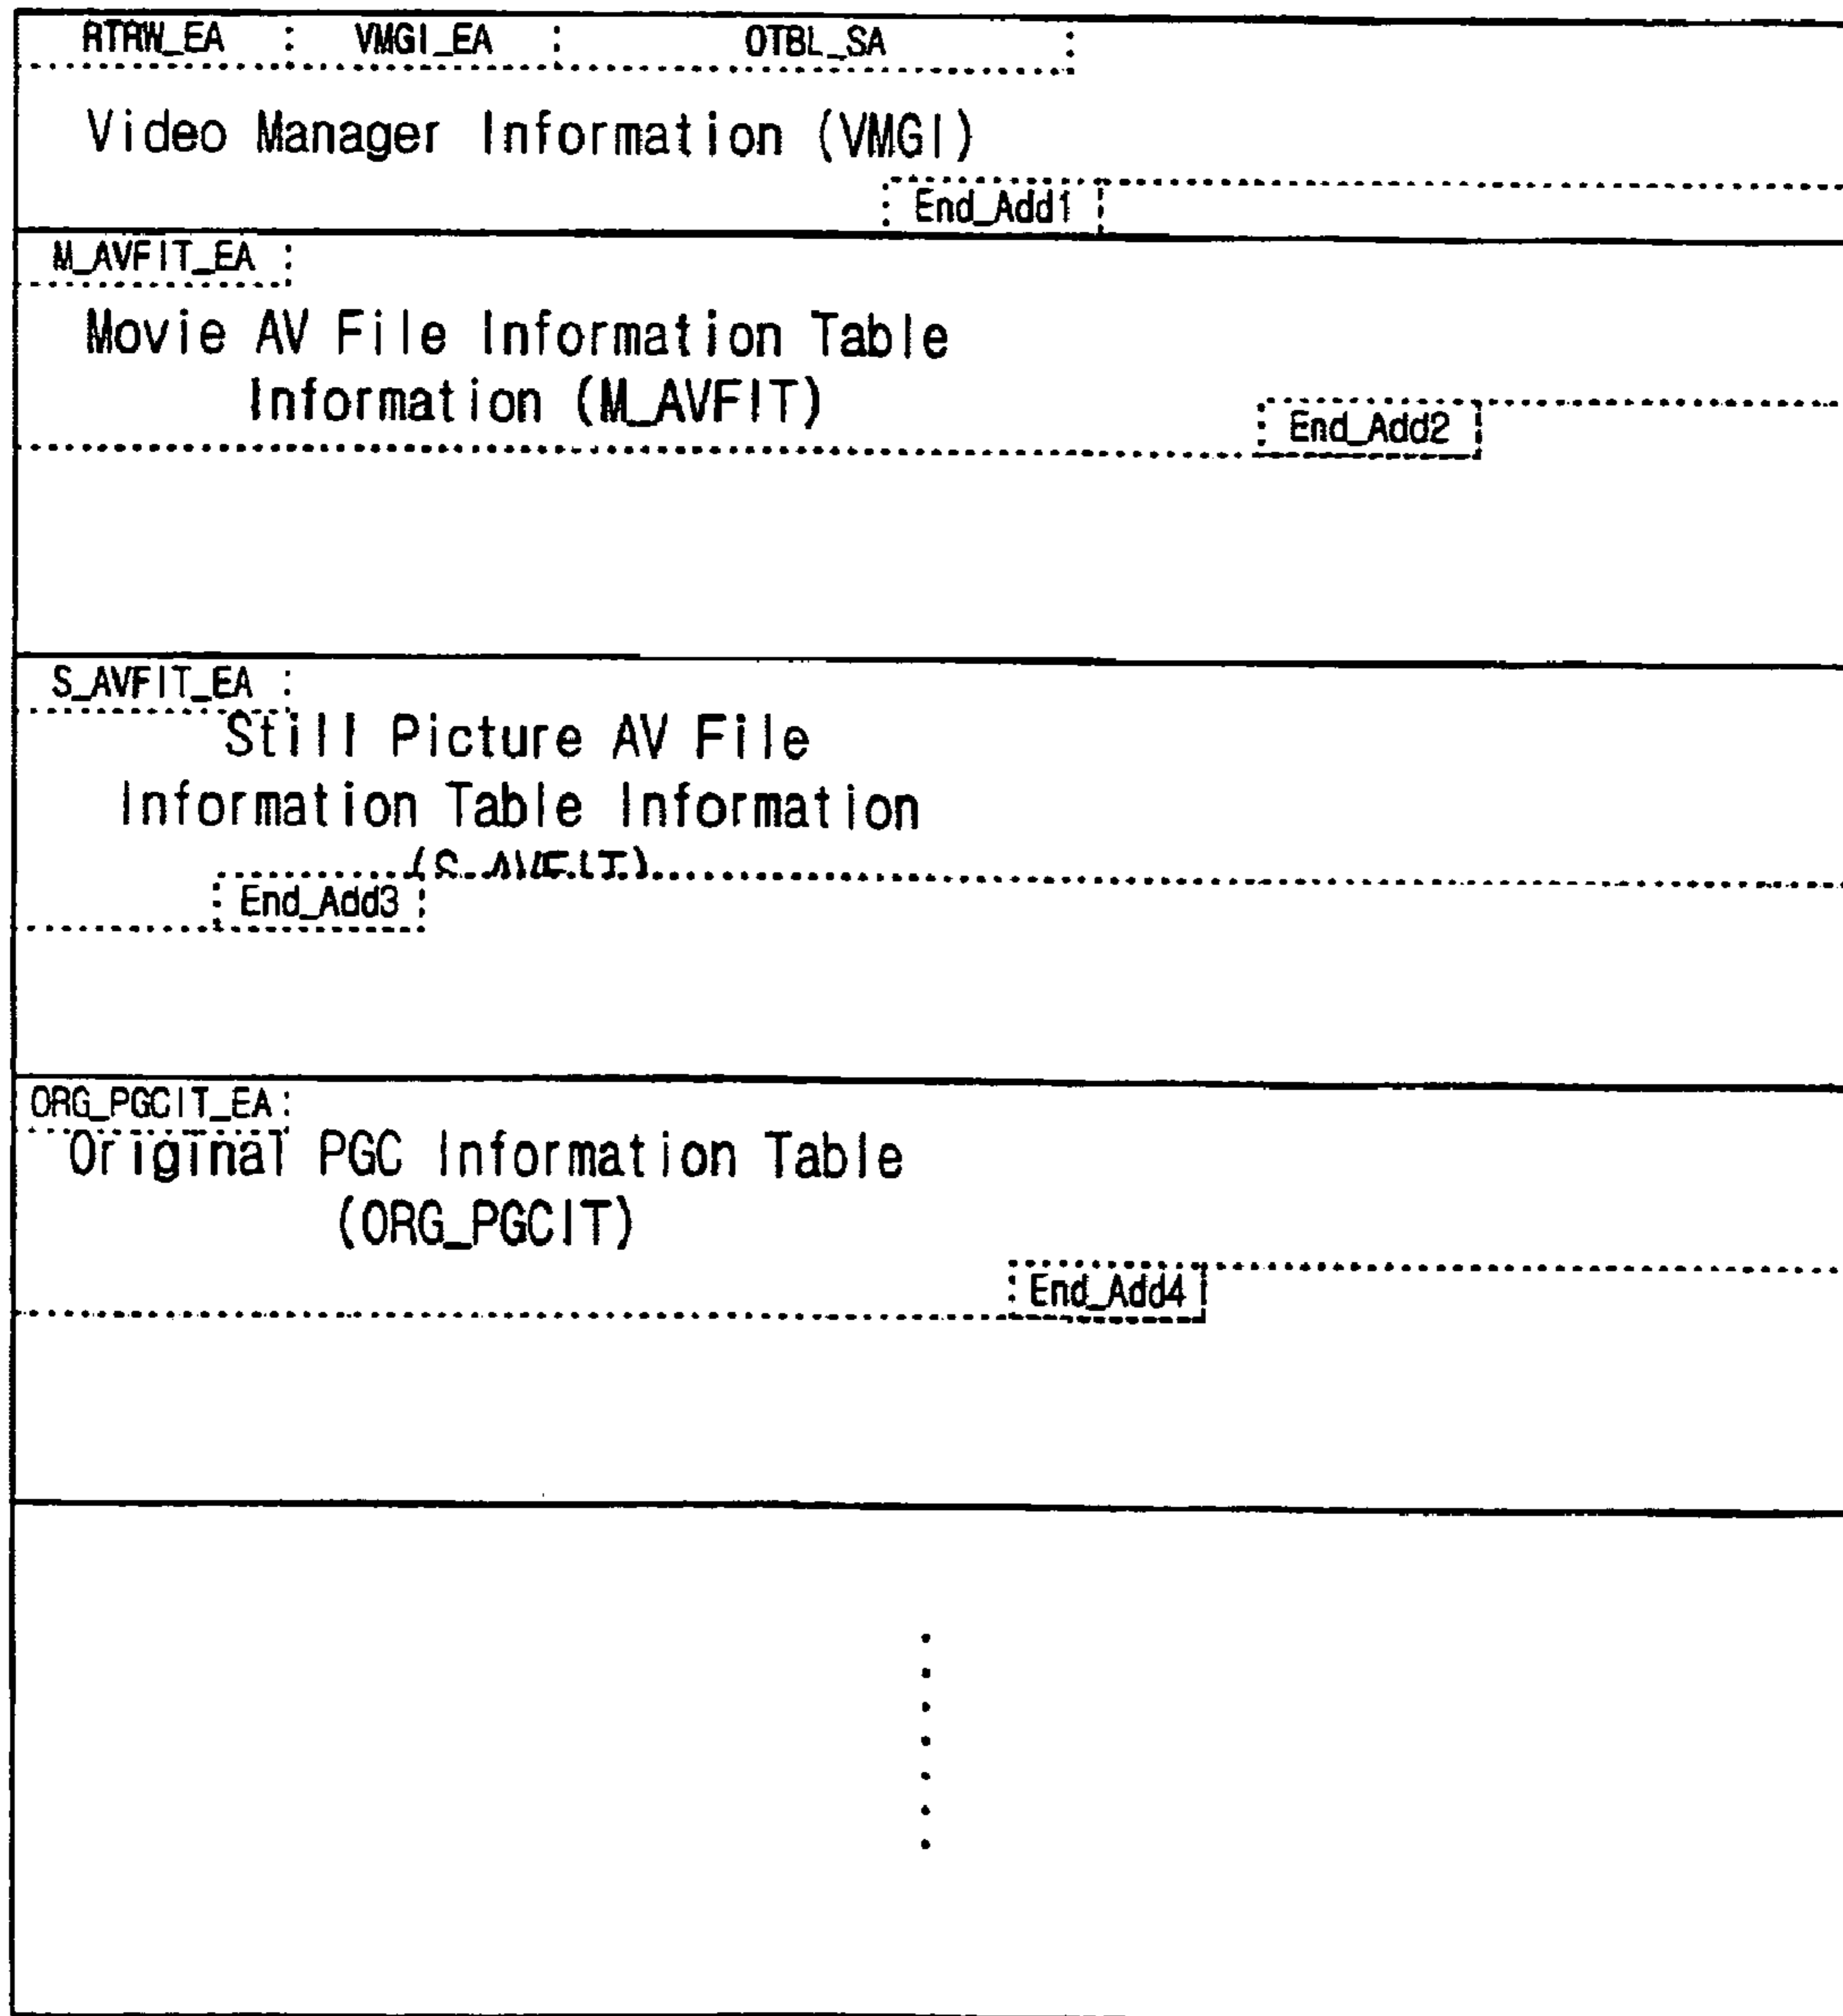 RTRW_EA : VMGI_EA : OTBL_SA :
Video Manager Information (VMGI)
End_Add1
M_AVFIT_EA :
Movie AV File Information Table
Information (M_AVFIT)
End_Add2
S_AVFIT_EA :
Still Picture AV File
Information Table Information
(S_AVFIT)
End_Add3
ORG_PGCIT_EA :
Original PGC Information Table
(ORG_PGCIT)
End_Add4